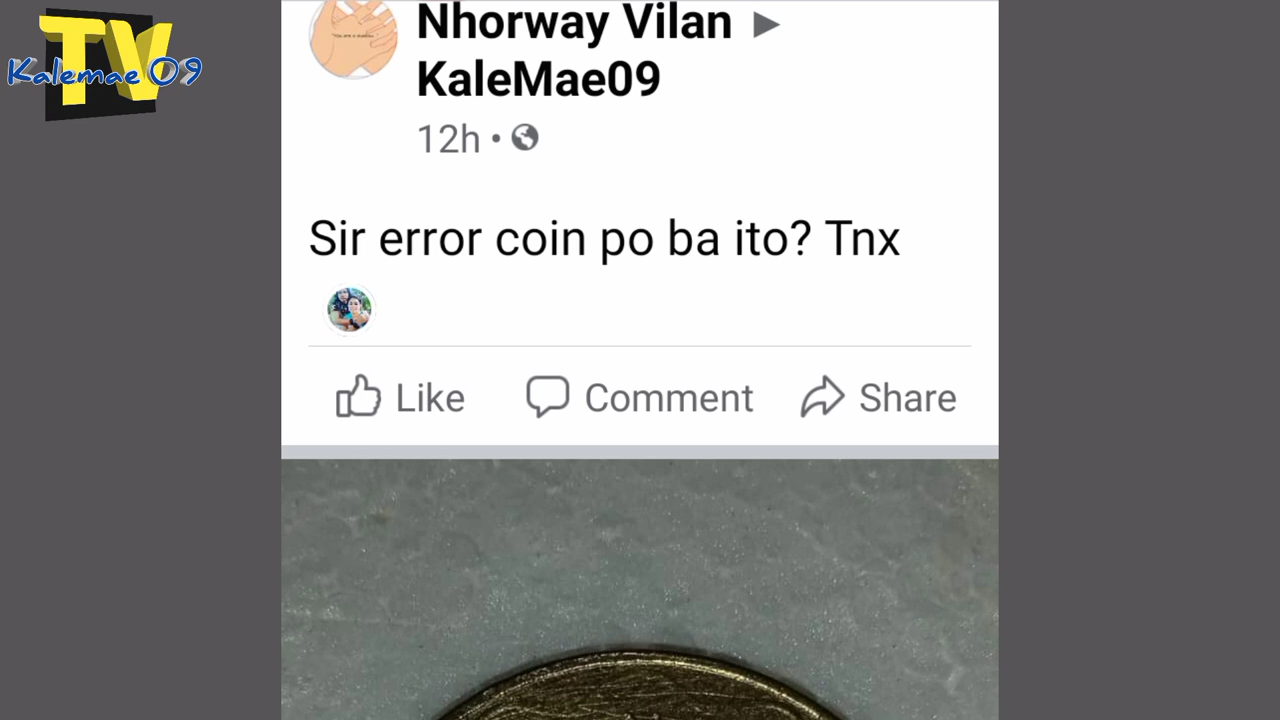 TV
Kalemae 09
Nhorway Vilan
KaleMae09
12h •
Sir error coin po ba ito? Tnx
Like
Comment
Share